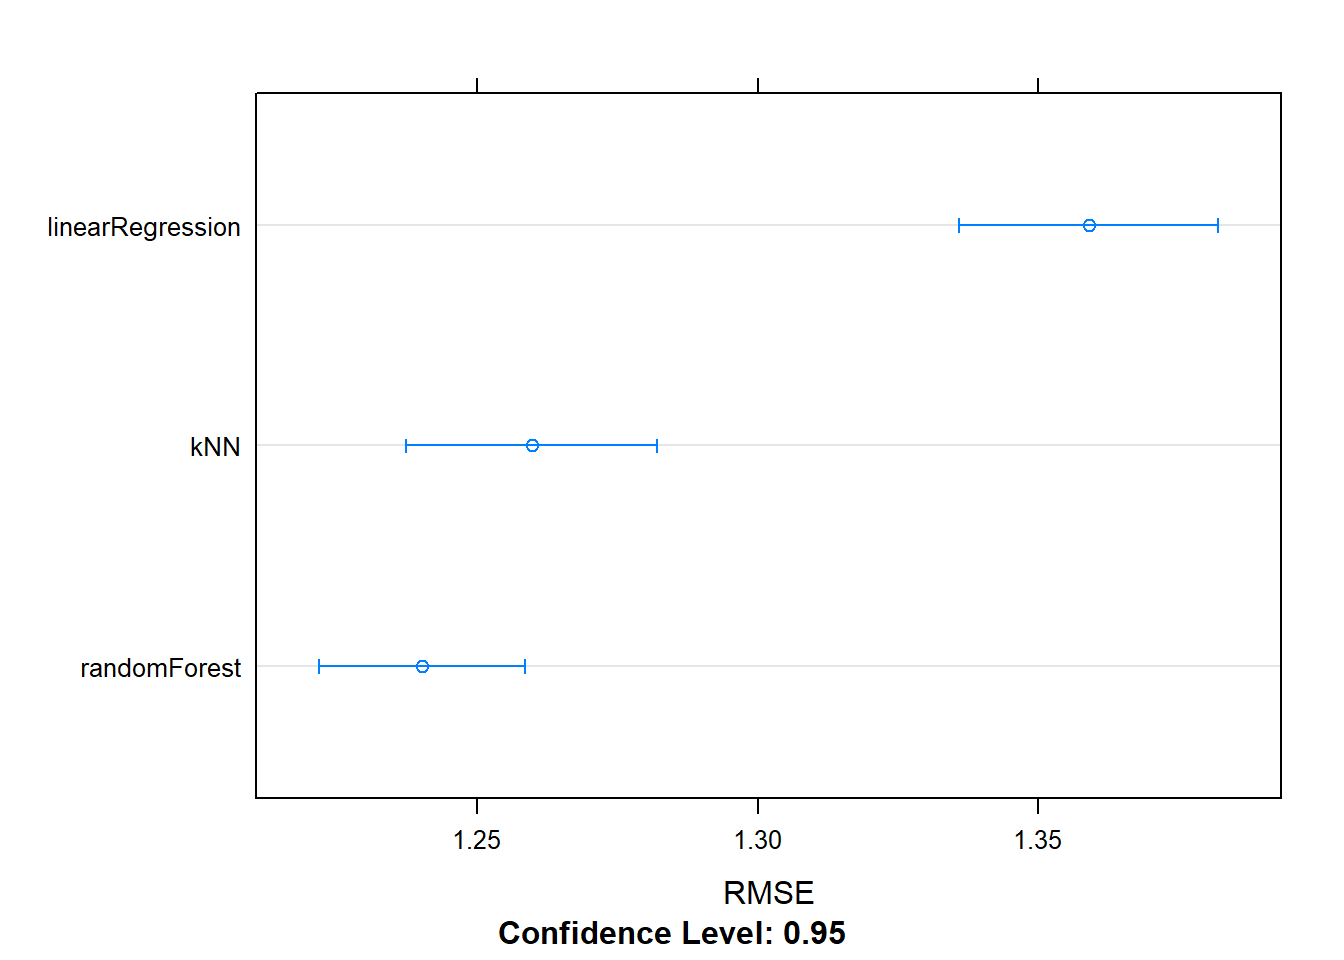 linearRegression
kNN
randomForest
1.25 1.30 1.35
RMSE
Confidence Level: 0.95